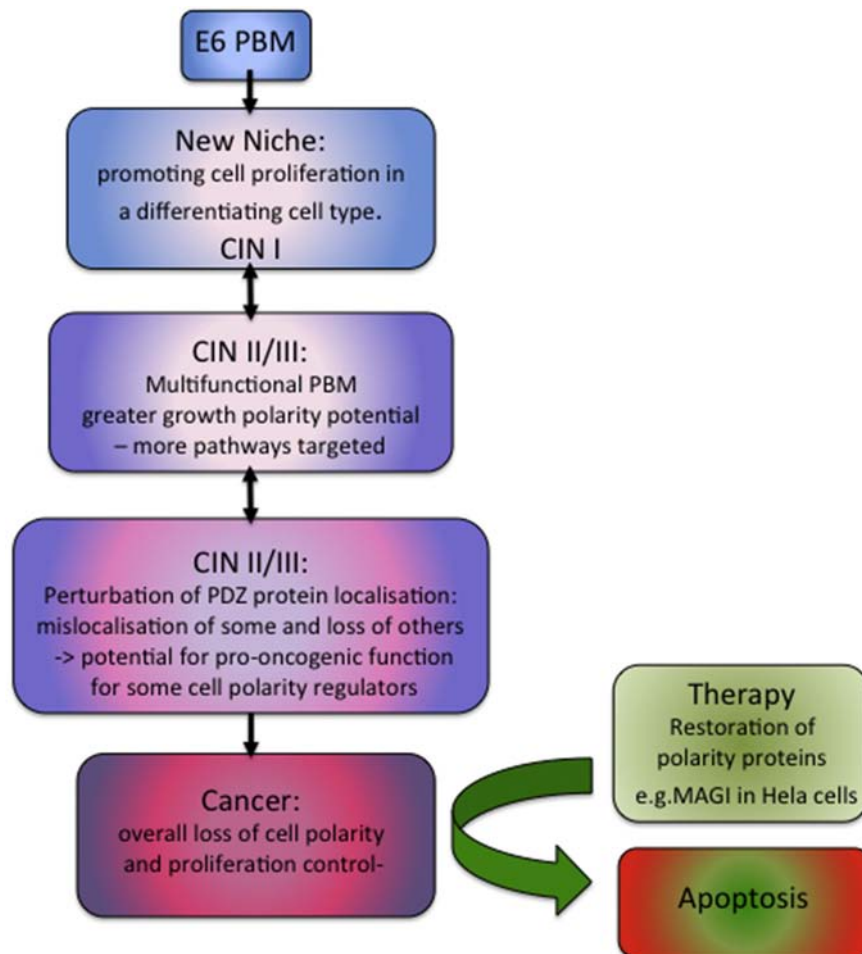 E6 PBM
New Niche:
promoting cell proliferation in
a differentiating cell type.
CIN I
CIN II/III:
Multifunctional PBM
greater growth polarity potential
– more pathways targeted
CIN II/III:
Perturbation of PDZ protein localisation:
mislocalisation of some and loss of others
-> potential for pro-oncogenic function
for some cell polarity regulators
Cancer:
overall loss of cell polarity
and proliferation control-
Therapy
Restoration of
polarity proteins
e.g.MAGI in Hela cells
Apoptosis